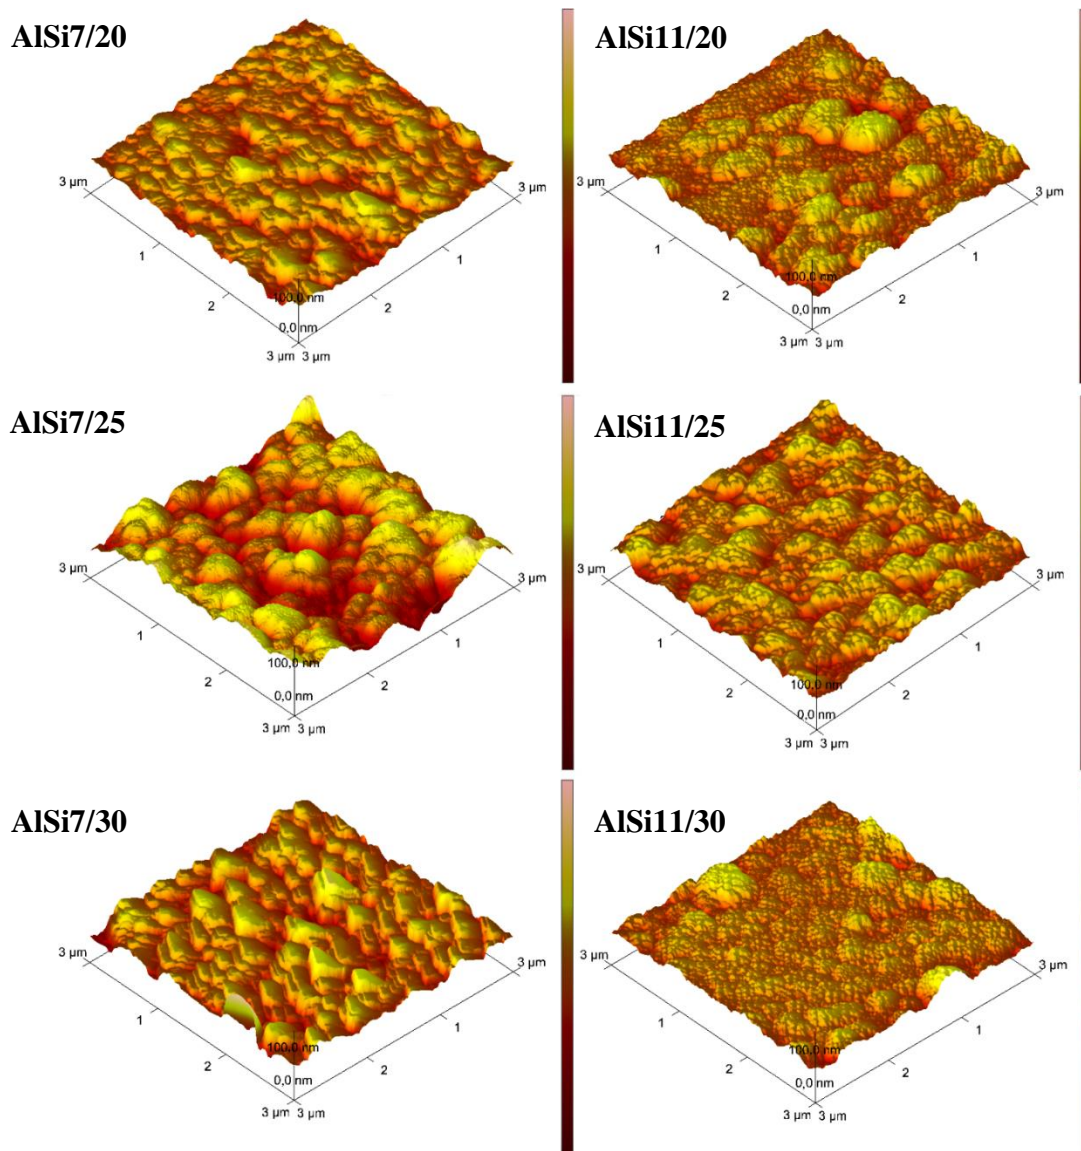 AlSi7/20
3 µm
1
2
3 µm
1
2
100,0 nm
0,0 nm
3 µm 3 µm
AlSi11/20
3 µm
1
2
3 µm
1
2
100,0 nm
0,0 nm
3 µm 3 µm
AlSi7/25
3 µm
1
2
3 µm
1
2
100,0 nm
0,0 nm
3 µm 3 µm
AlSi11/25
3 µm
1
2
3 µm
1
2
100,0 nm
0,0 nm
3 µm 3 µm
AlSi7/30
3 µm
1
2
3 µm
1
2
100,0 nm
0,0 nm
3 µm 3 µm
AlSi11/30
3 µm
1
2
3 µm
1
2
100,0 nm
0,0 nm
3 µm 3 µm